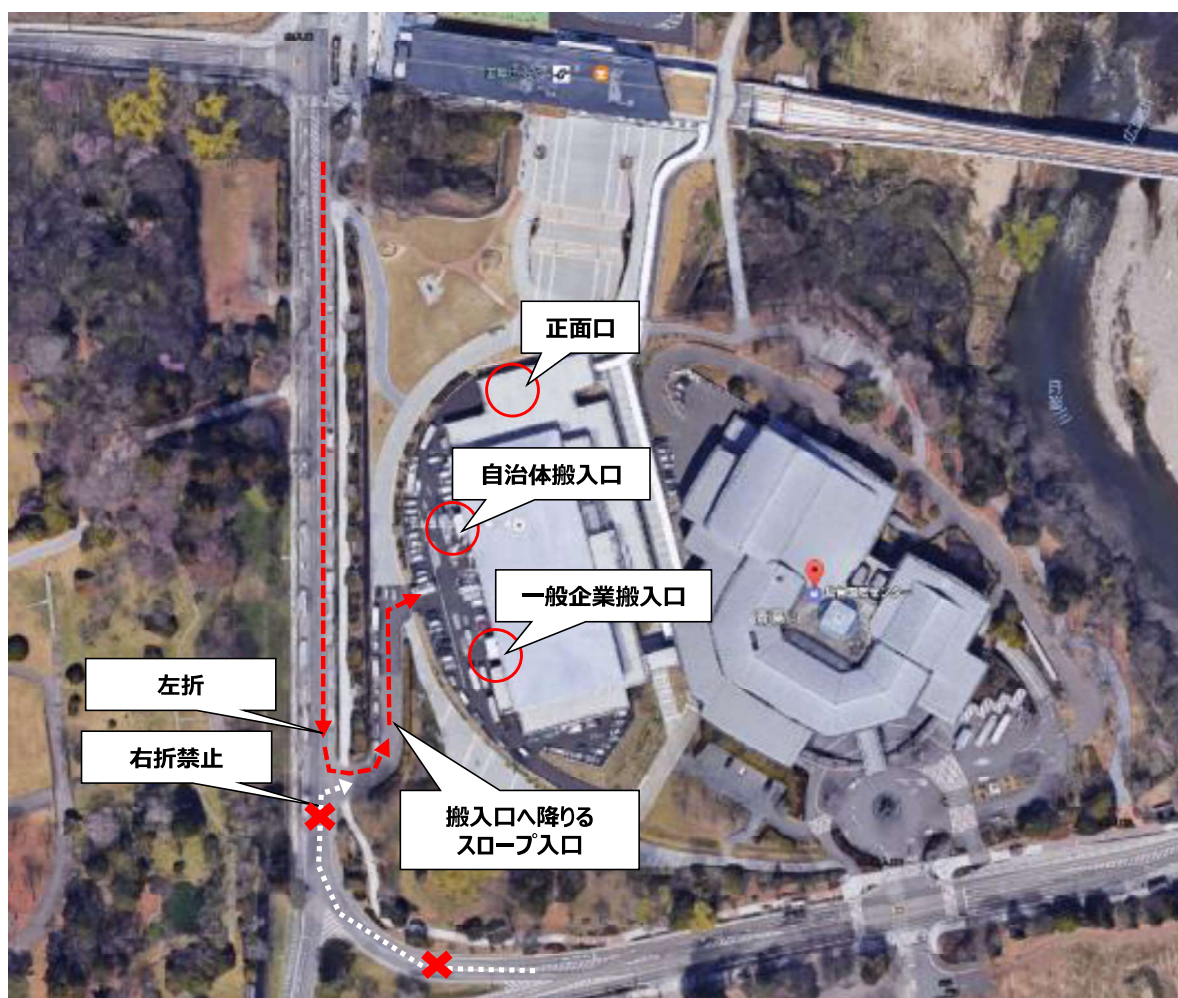 正面口
自治体搬入口
一般企業搬入口
左折
右折禁止
搬入口へ降りる
スロープ入口